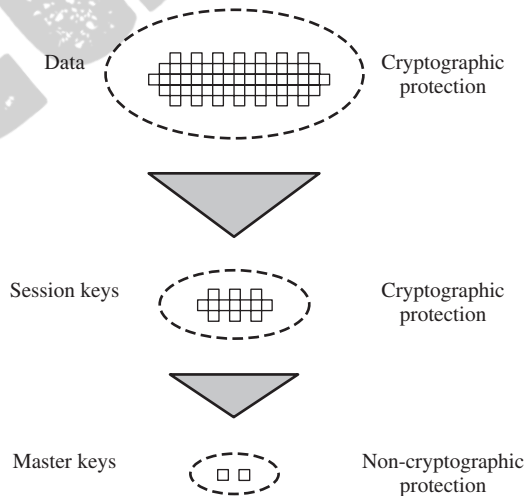 Data
Cryptographic
protection
Session keys
Cryptographic
protection
Master keys
Non-cryptographic
protection